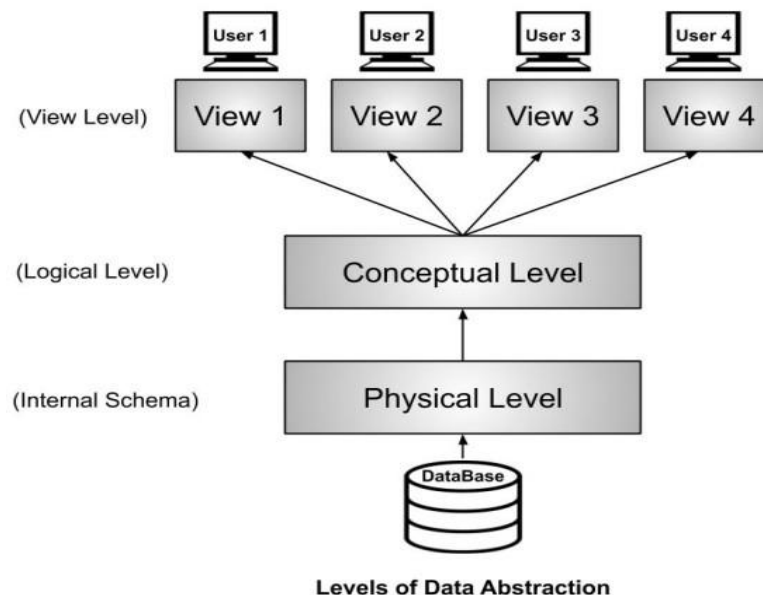 User 1 User 2 User 3 User 4
(View Level) View 1 View 2 View 3 View 4
(Logical Level) Conceptual Level
(Internal Schema) Physical Level
DataBase
Levels of Data Abstraction